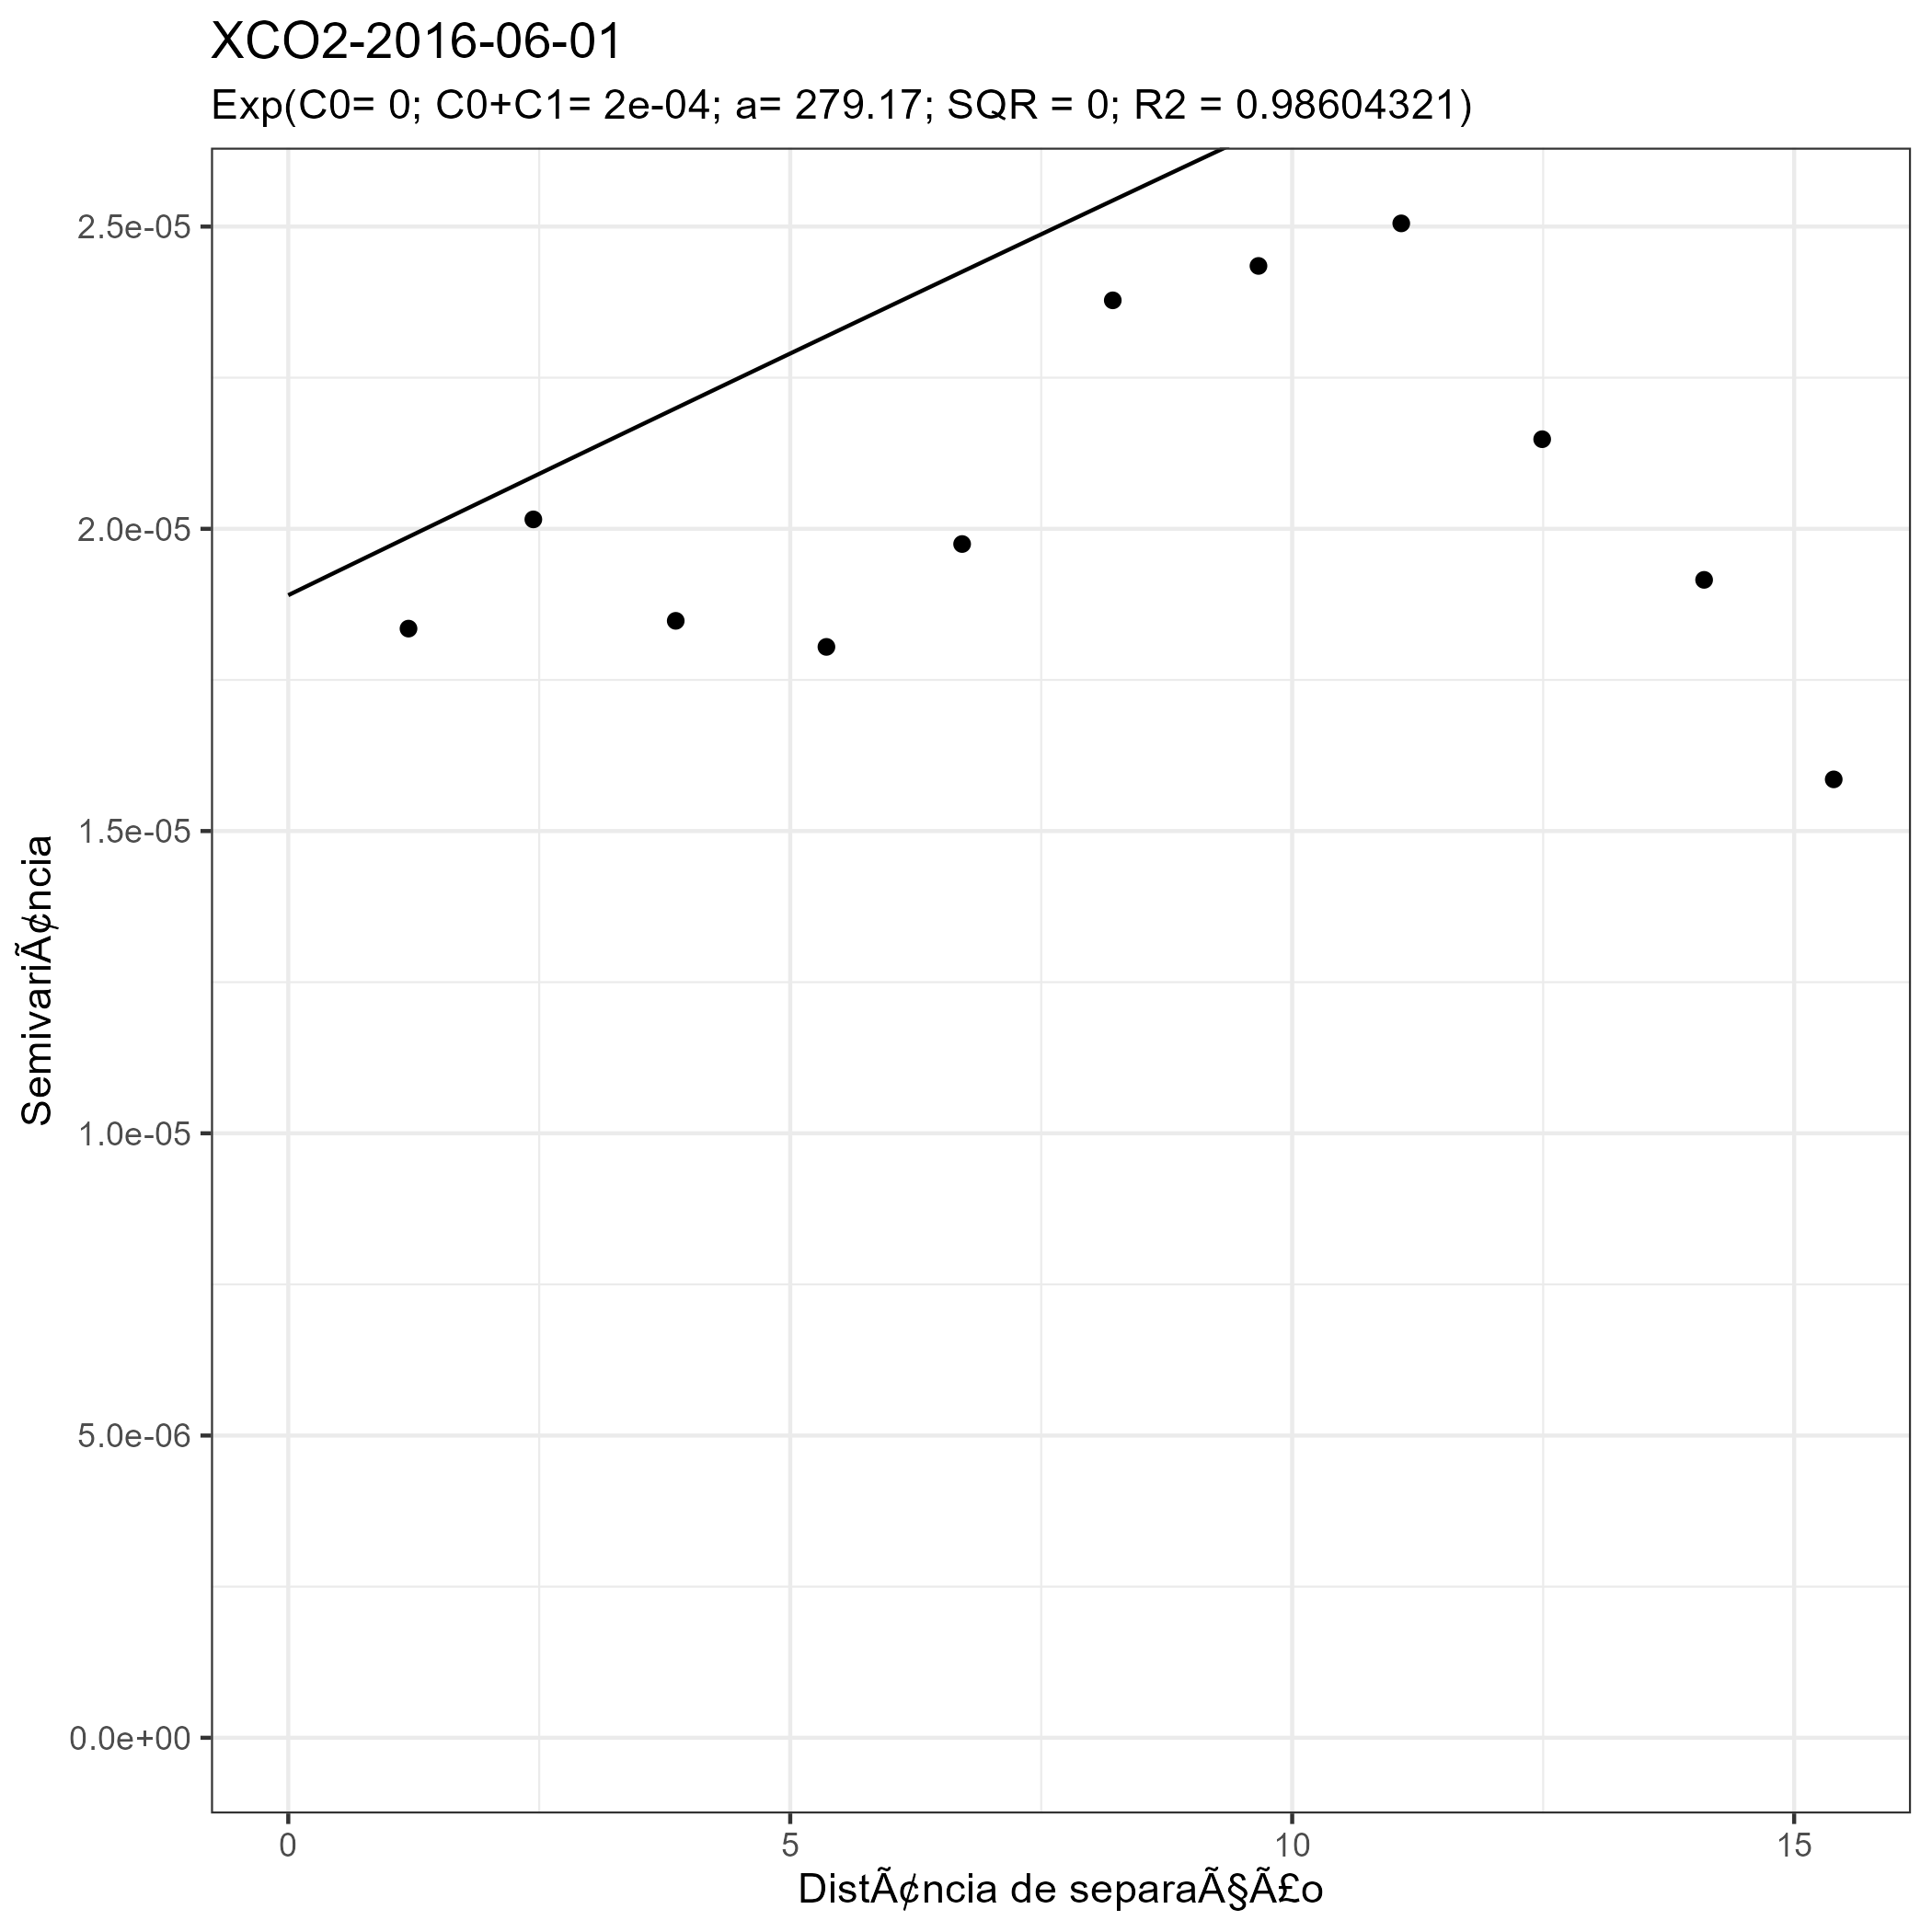 XCO2-2016-06-01
Exp(C0= 0; C0+C1= 2e-04; a= 279.17; SQR = 0; R2 = 0.98604321)
2.5e-05
2.0e-05
1.5e-05
1.0e-05
5.0e-06
0.0e+00
SemivariÃ¢ncia
0 5 10 15
DistÃ¢ncia de separaÃ§Ã£o